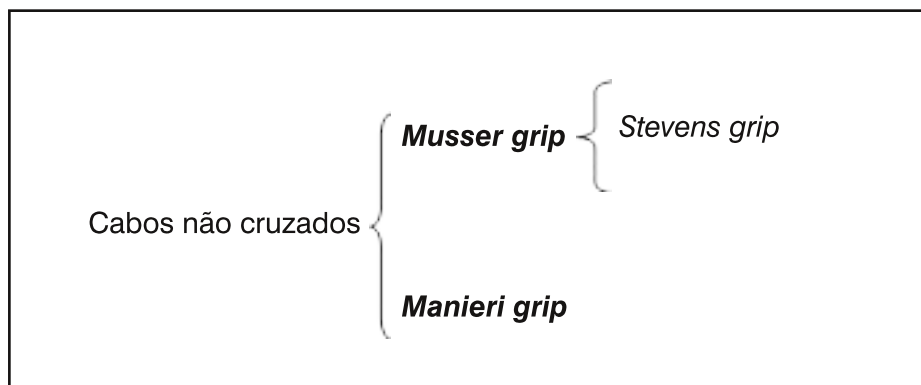 Musser grip
Stevens grip
Cabos não cruzados
Manieri grip